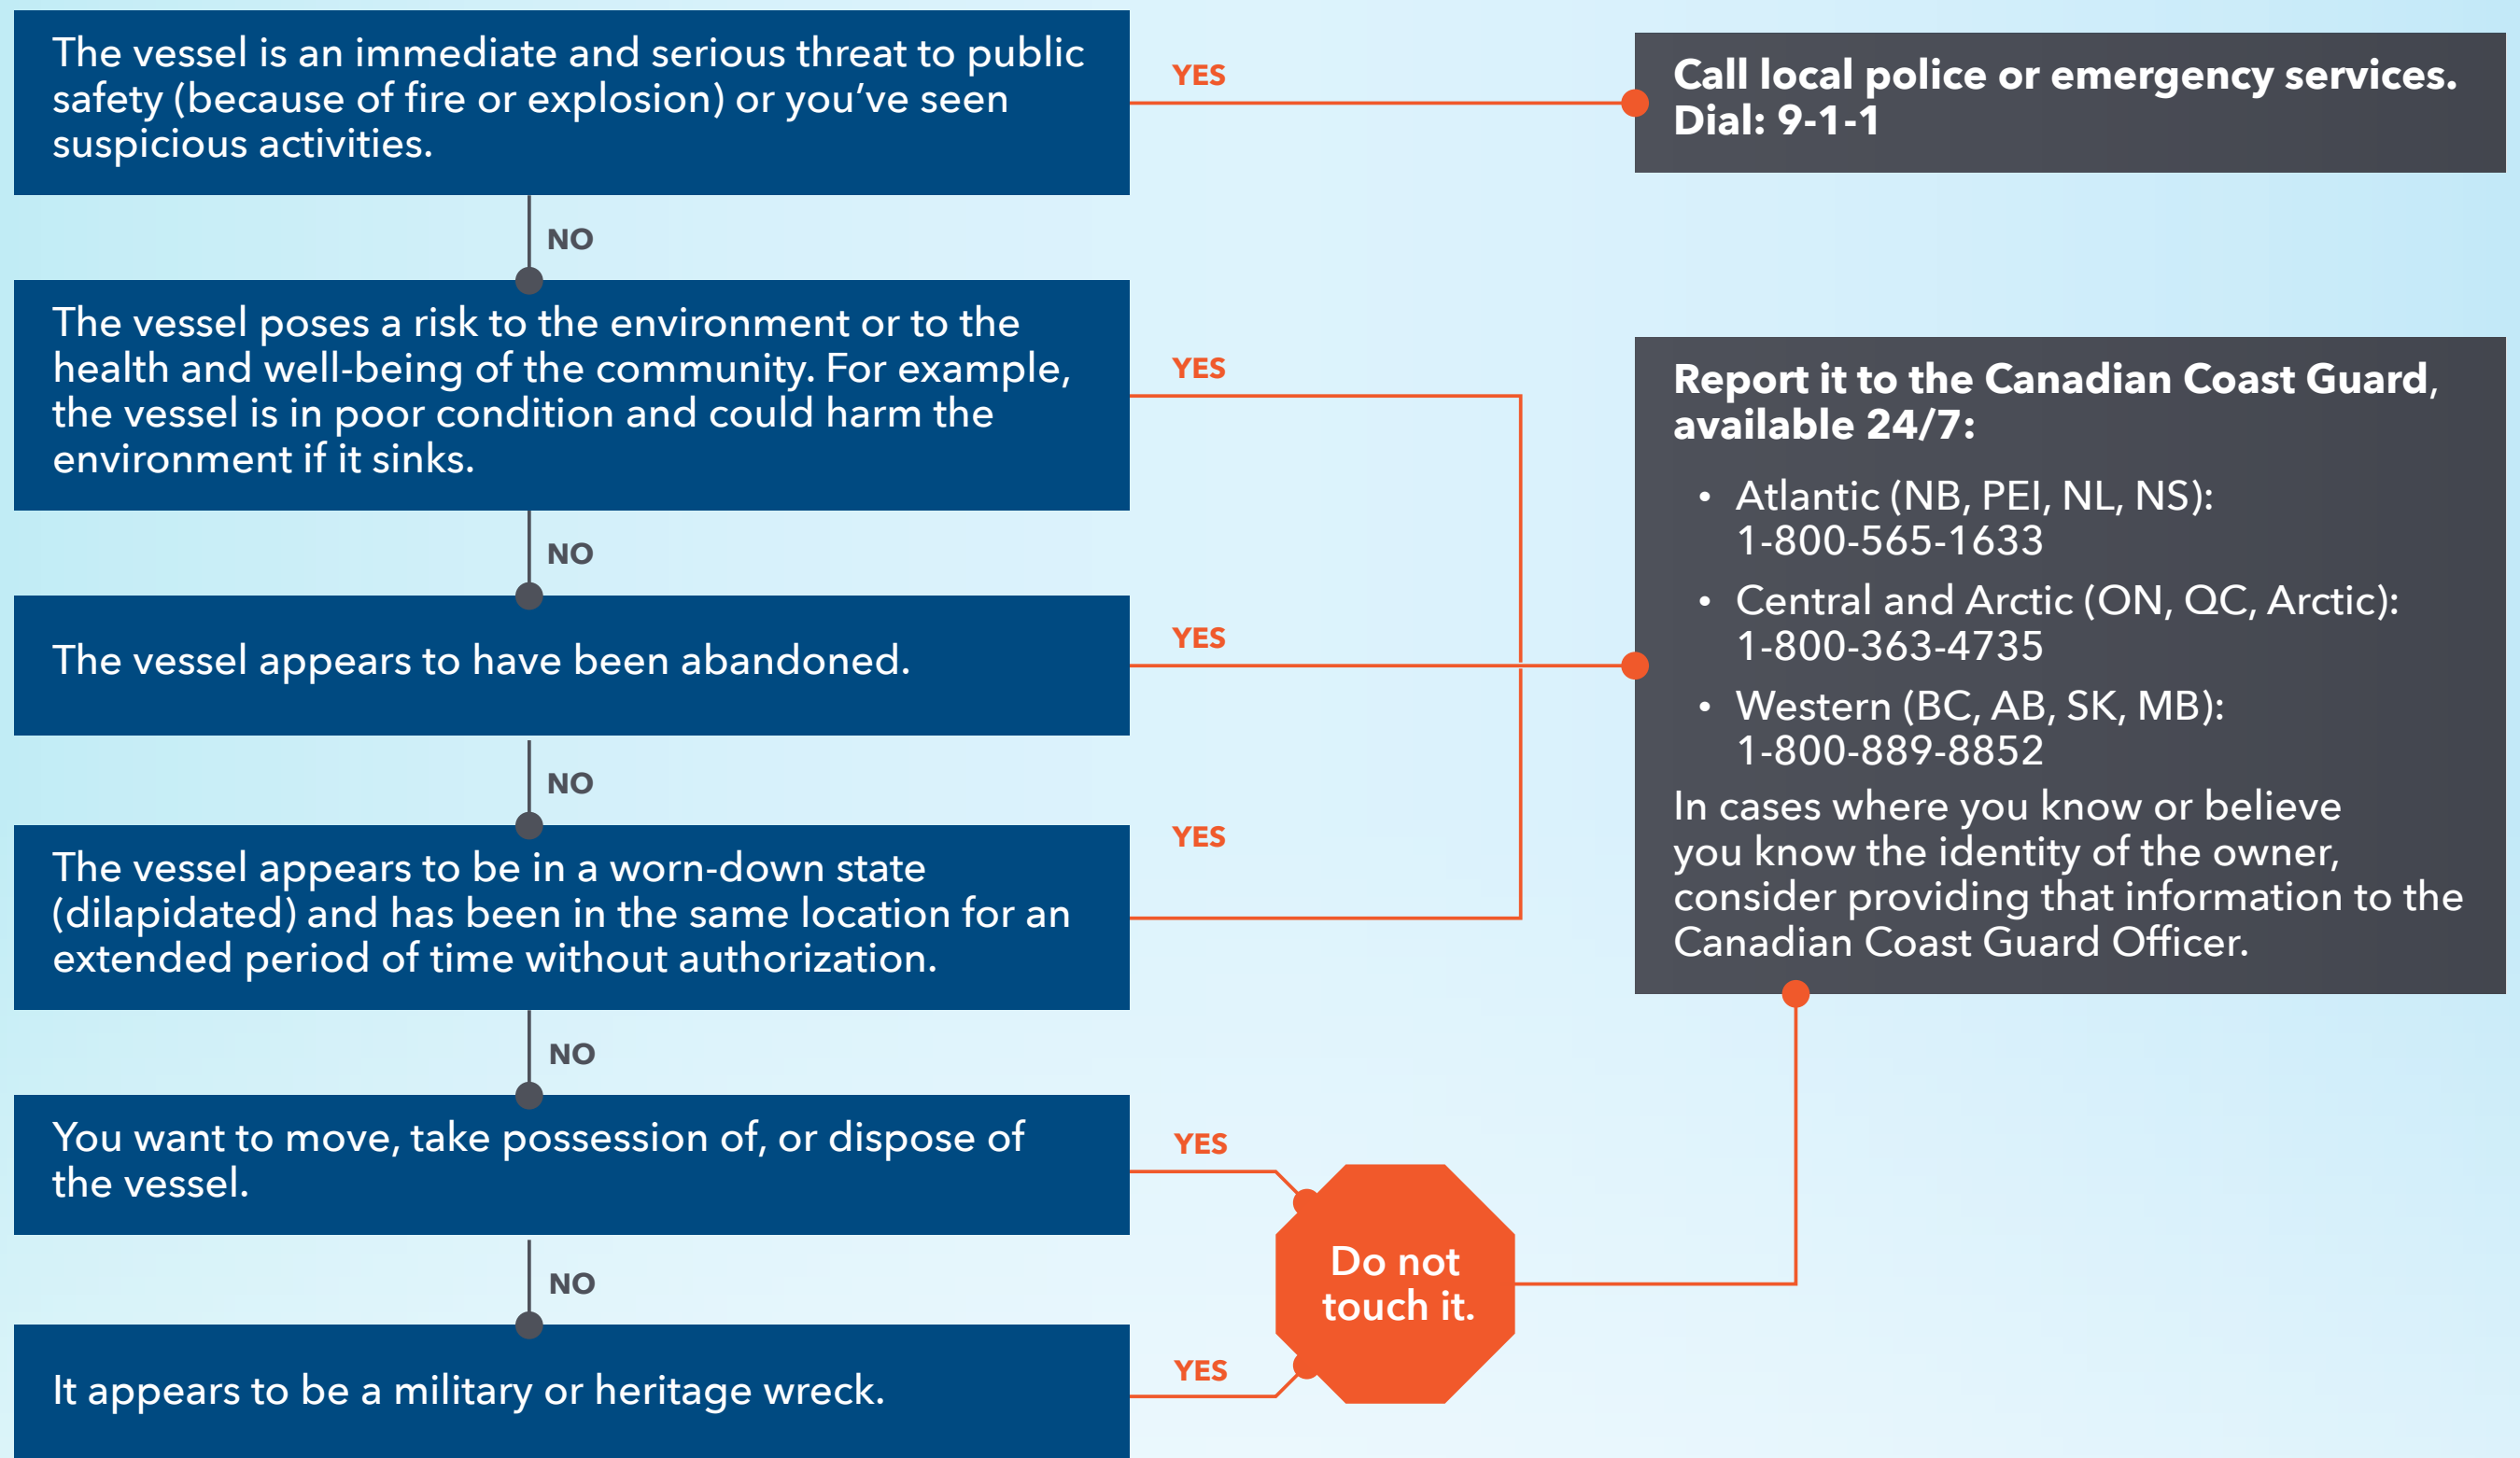 The vessel is an immediate and serious threat to public
safety (because of fire or explosion) or you’ve seen
suspicious activities.
YES
Call local police or emergency services.
Dial: 9-1-1
NO
The vessel poses a risk to the environment or to the
health and well-being of the community. For example,
the vessel is in poor condition and could harm the
environment if it sinks.
YES
Report it to the Canadian Coast Guard,
available 24/7:
• Atlantic (NB, PEI, NL, NS):
1-800-565-1633
• Central and Arctic (ON, QC, Arctic):
1-800-363-4735
• Western (BC, AB, SK, MB):
1-800-889-8852
In cases where you know or believe
you know the identity of the owner,
consider providing that information to the
Canadian Coast Guard Officer.
NO
The vessel appears to have been abandoned.
YES
NO
The vessel appears to be in a worn-down state
(dilapidated) and has been in the same location for an
extended period of time without authorization.
YES
NO
You want to move, take possession of, or dispose of
the vessel.
YES
Do not
touch it.
NO
It appears to be a military or heritage wreck.
YES